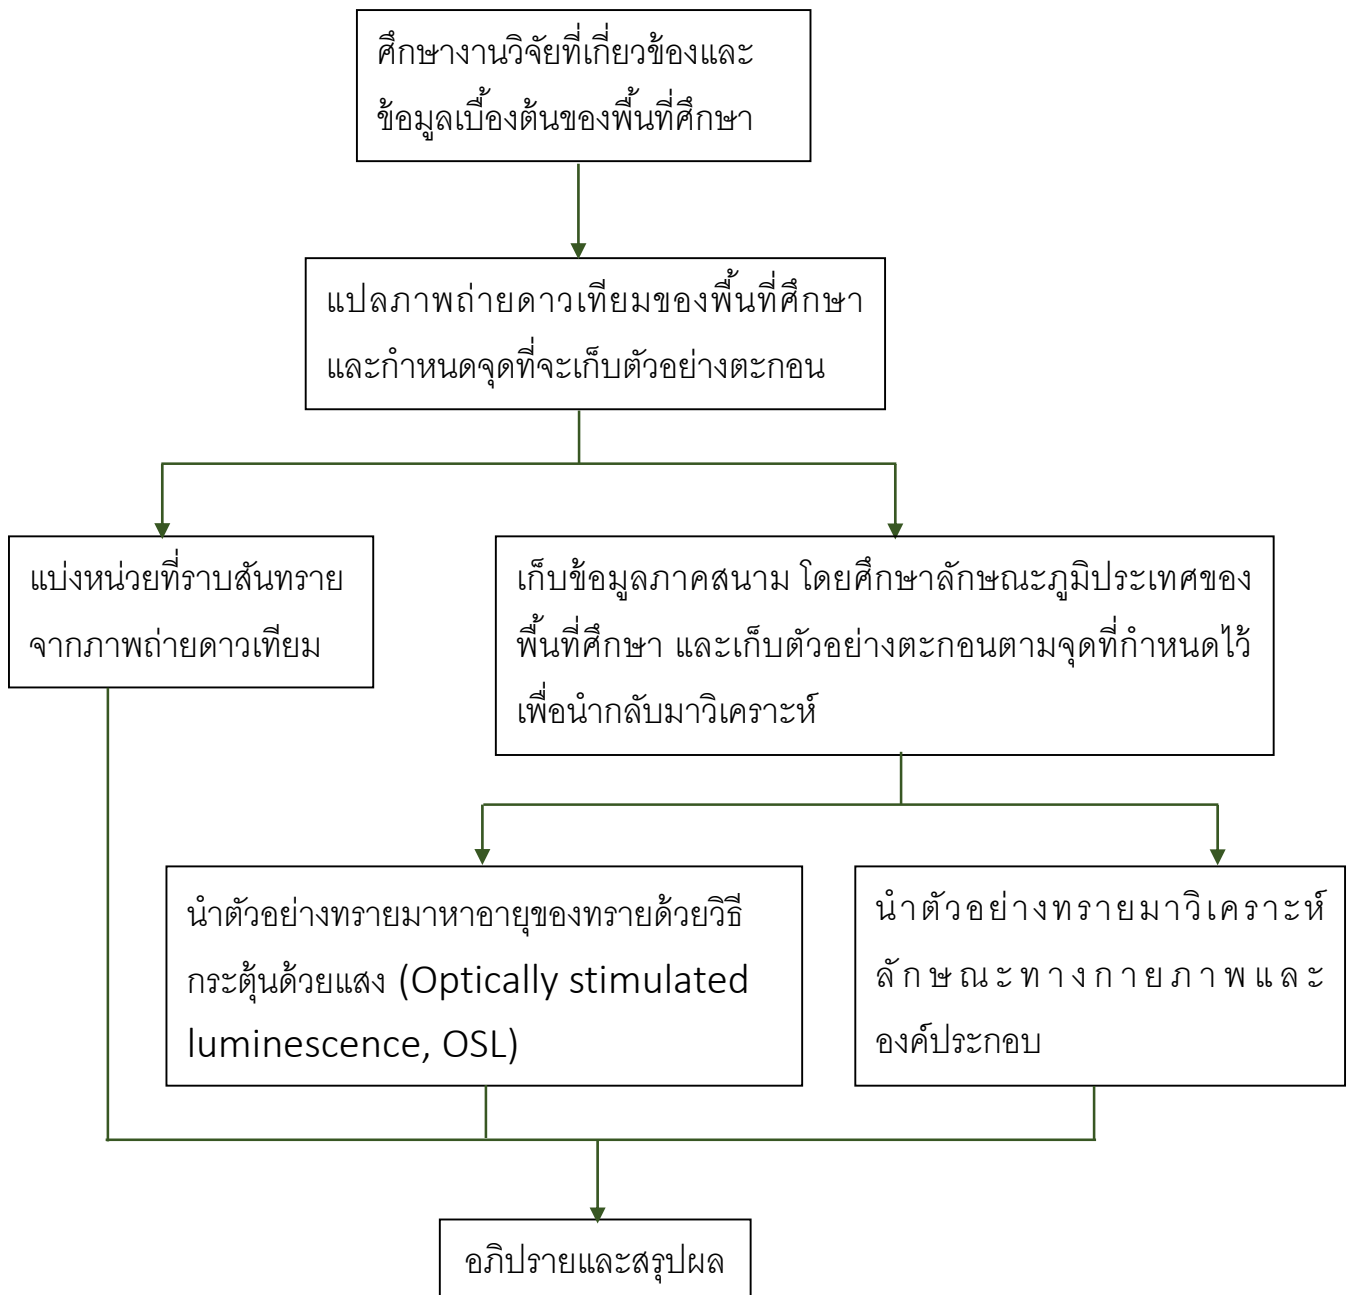 ศึกษางานวิจัยที่เกี่ยวข้องและ
ข้อมูลเบื้องต้นของพื้นที่ศึกษา
แปลภาพถ่ายดาวเทียมของพื้นที่ศึกษา
และกำหนดจุดที่จะเก็บตัวอย่างตะกอน
แบ่งหน่วยที่ราบสันทราย
จากภาพถ่ายดาวเทียม
เก็บข้อมูลภาคสนาม โดยศึกษาลักษณะภูมิประเทศของ
พื้นที่ศึกษา และเก็บตัวอย่างตะกอนตามจุดที่กำหนดไว้
เพื่อนำกลับมาวิเคราะห์
นำตัวอย่างทรายมาหาอายุของทรายด้วยวิธี
กระตุ้นด้วยแสง (Optically stimulated
luminescence, OSL)
นำตัวอย่างทรายมาวิเคราะห์
ลักษณะทางกายภาพและ
องค์ประกอบ
อภิปรายและสรุปผล